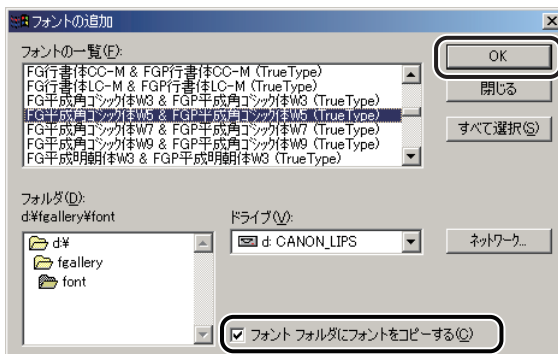 フォントの追加
フォントの一覧(F):
FG行書体CC-M & FGP行書体CC-M (TrueType)
FG行書体LC-M & FGP行書体LC-M (TrueType)
FG平成角ゴシック体W3 & FGP平成角ゴシック体W3 (TrueType)
FG平成角ゴシック体W5 & FGP平成角ゴシック体W5 (TrueType)
FG平成角ゴシック体W7 & FGP平成角ゴシック体W7 (TrueType)
FG平成角ゴシック体W9 & FGP平成角ゴシック体W9 (TrueType)
FG平成明朝体W3 & FGP平成明朝体W3 (TrueType)
OK
閉じる
すべて選択(S)
フォルダ(D):
d:¥fgallery¥font
d:¥
fgallery
font
ドライブ(V):
d: CANON_LIPS
ネットワーク...
フォント フォルダにフォントをコピーする(C)